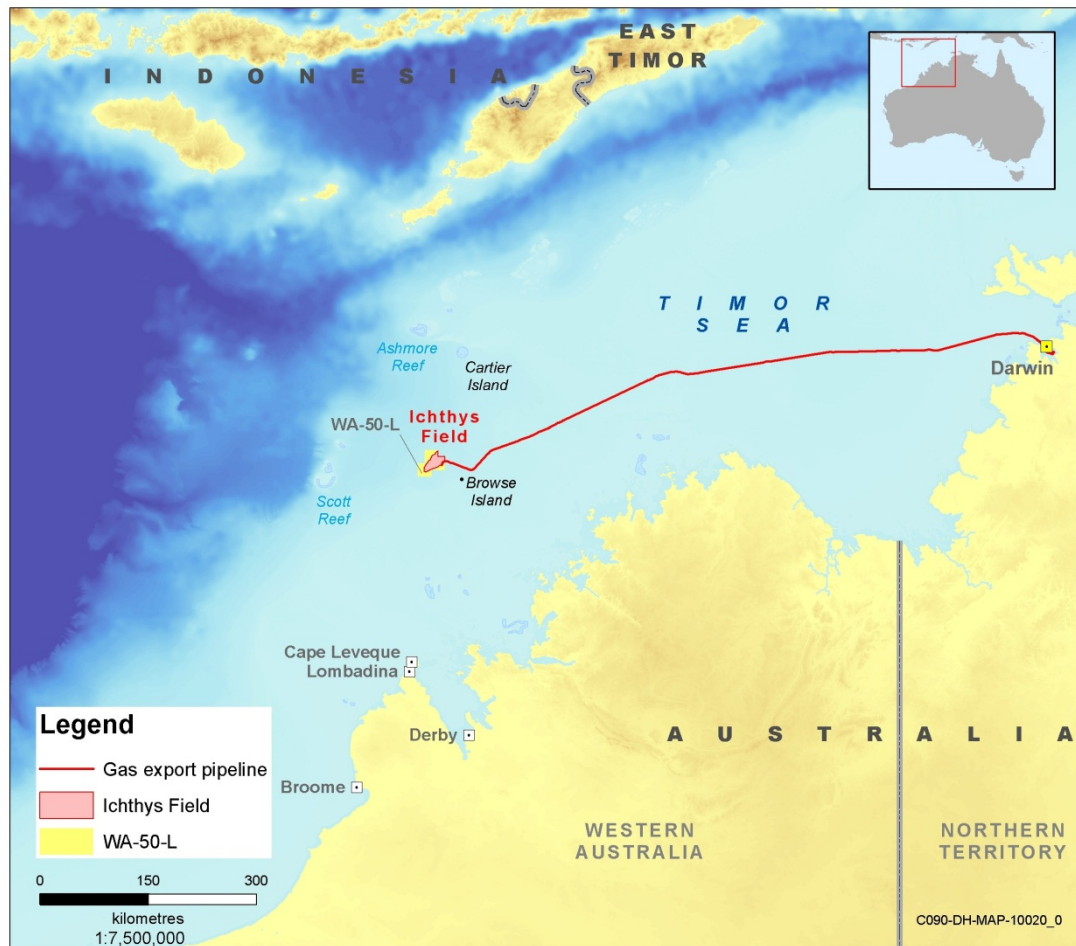 EAST
TIMOR
INDONESIA
TIMOR
SEA
Ashmore
Reef
Cartier
Island
Darwin
Ichthys
Field
WA-50-L
Browse
Island
Scott
Reef
Cape Leveque
Lombadina
Derby
Broome
AUSTRALIA
WESTERN
AUSTRALIA
NORTHERN
TERRITORY
Legend
Gas export pipeline
Ichthys Field
WA-50-L
0 150 300
kilometres
1:7,500,000
C090-DH-MAP-10020_0